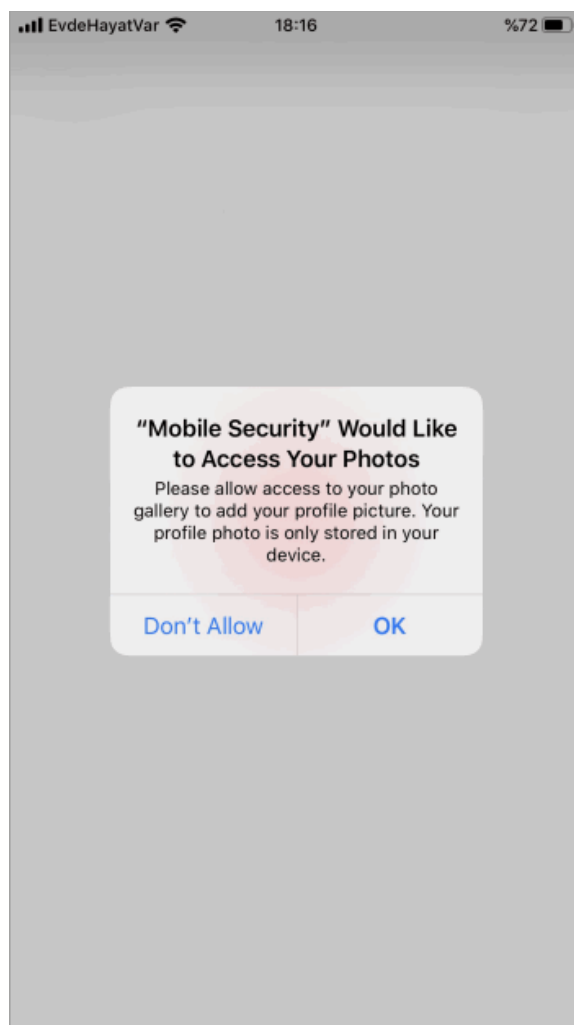 EvdeHayatVar 18:16 %72
“Mobile Security” Would Like
to Access Your Photos
Please allow access to your photo
gallery to add your profile picture. Your
profile photo is only stored in your
device.
Don’t Allow OK